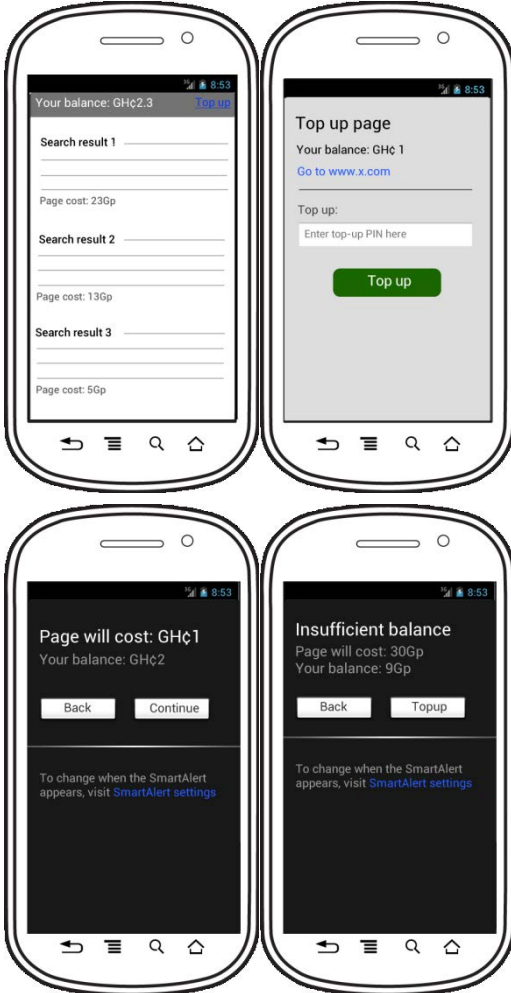 3G 8:53
Your balance: GH¢2.3 Top up
Search result 1
Page cost: 23Gp
Search result 2
Page cost: 13Gp
Search result 3
Page cost: 5Gp
3G 8:53
Top up page
Your balance: GH¢ 1
Go to www.x.com
Top up:
Enter top-up PIN here
Top up
3G 8:53
Page will cost: GH¢1
Your balance: GH¢2
Back Continue
To change when the SmartAlert
appears, visit SmartAlert settings
3G 8:53
Insufficient balance
Page will cost: 30Gp
Your balance: 9Gp
Back Topup
To change when the SmartAlert
appears, visit SmartAlert settings